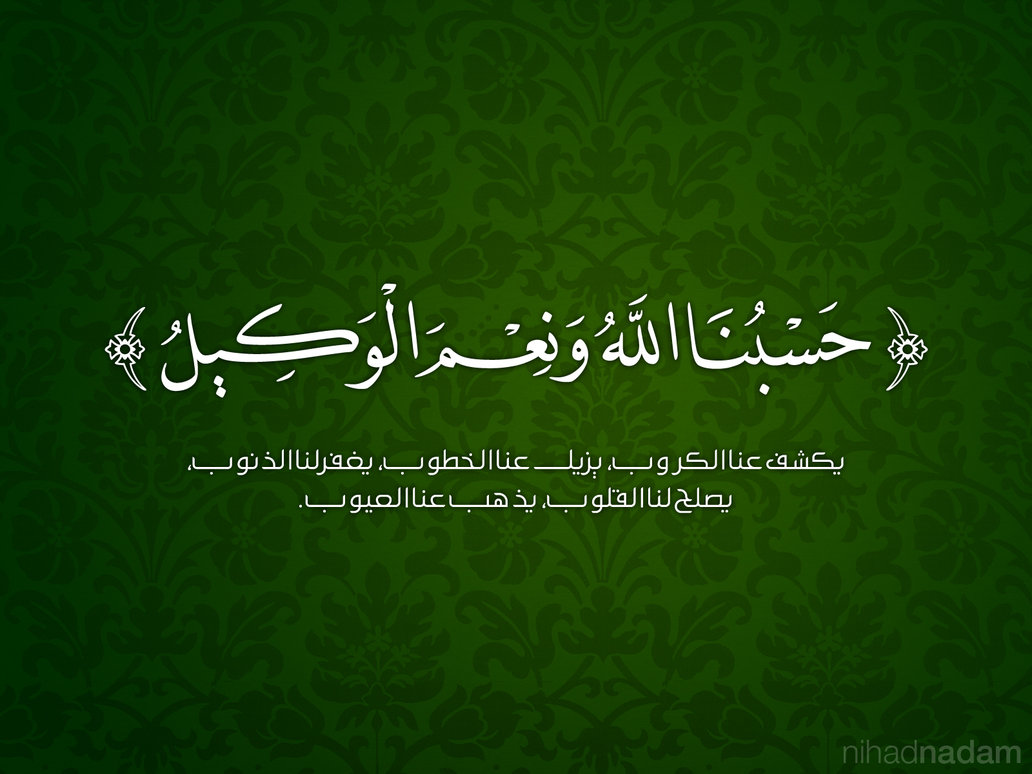 ﴿ حَسْبُنَا اللَّهُ وَنِعْمَ الْوَكِيلُ ﴾
يكشف عنا الكروب، يزيل عنا الخطوب، يغفر لنا الذنوب،
يصلح لنا القلوب، يذهب عنا العيوب.
nihadnadam